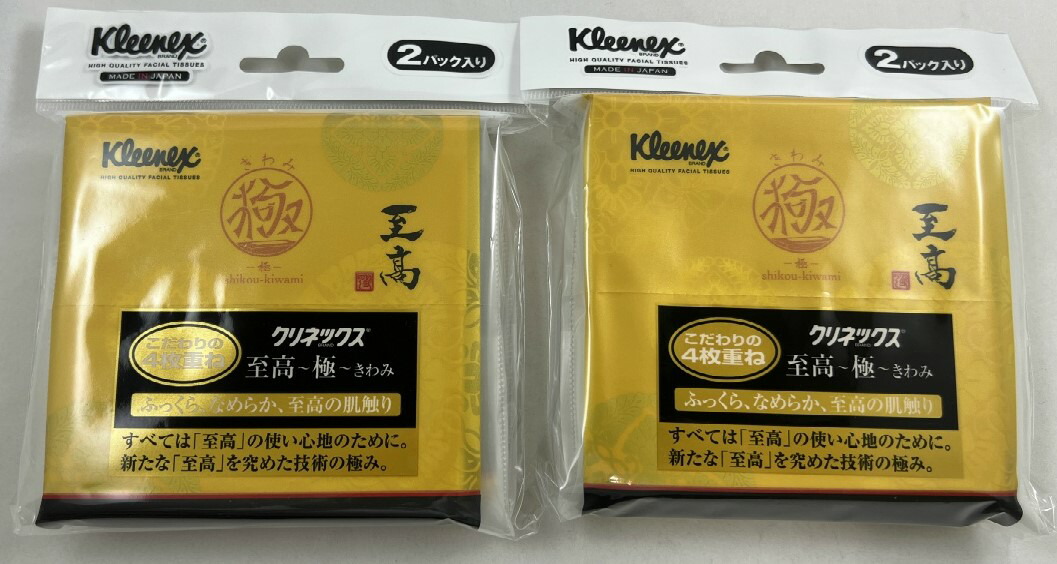 Kleenex®
BRAND
HIGH QUALITY FACIAL TISSUES
MADE IN JAPAN
2パック入り
Kleenex®
BRAND
HIGH QUALITY FACIAL TISSUES
きわみ
極
至高
―極―
shikou-kiwami
こだわりの
4枚重ね
クリネックス®
BRAND
至高~極~きわみ
ふっくら、なめらか、至高の肌触り
すべては「至高」の使い心地のために。
新たな「至高」を究めた技術の極み。
Kleenex®
BRAND
HIGH QUALITY FACIAL TISSUES
MADE IN JAPAN
2パック入り
Kleenex®
BRAND
HIGH QUALITY FACIAL TISSUES
きわみ
極
至高
―極―
shikou-kiwami
こだわりの
4枚重ね
クリネックス®
BRAND
至高~極~きわみ
ふっくら、なめらか、至高の肌触り
すべては「至高」の使い心地のために。
新たな「至高」を究めた技術の極み。